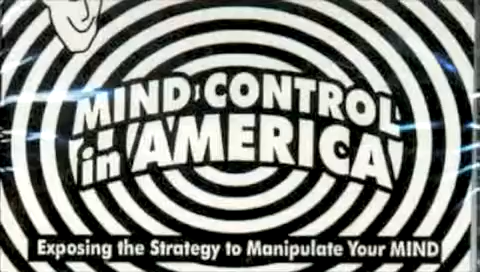 MIND CONTROL
in AMERICA
Exposing the Strategy to Manipulate Your MIND